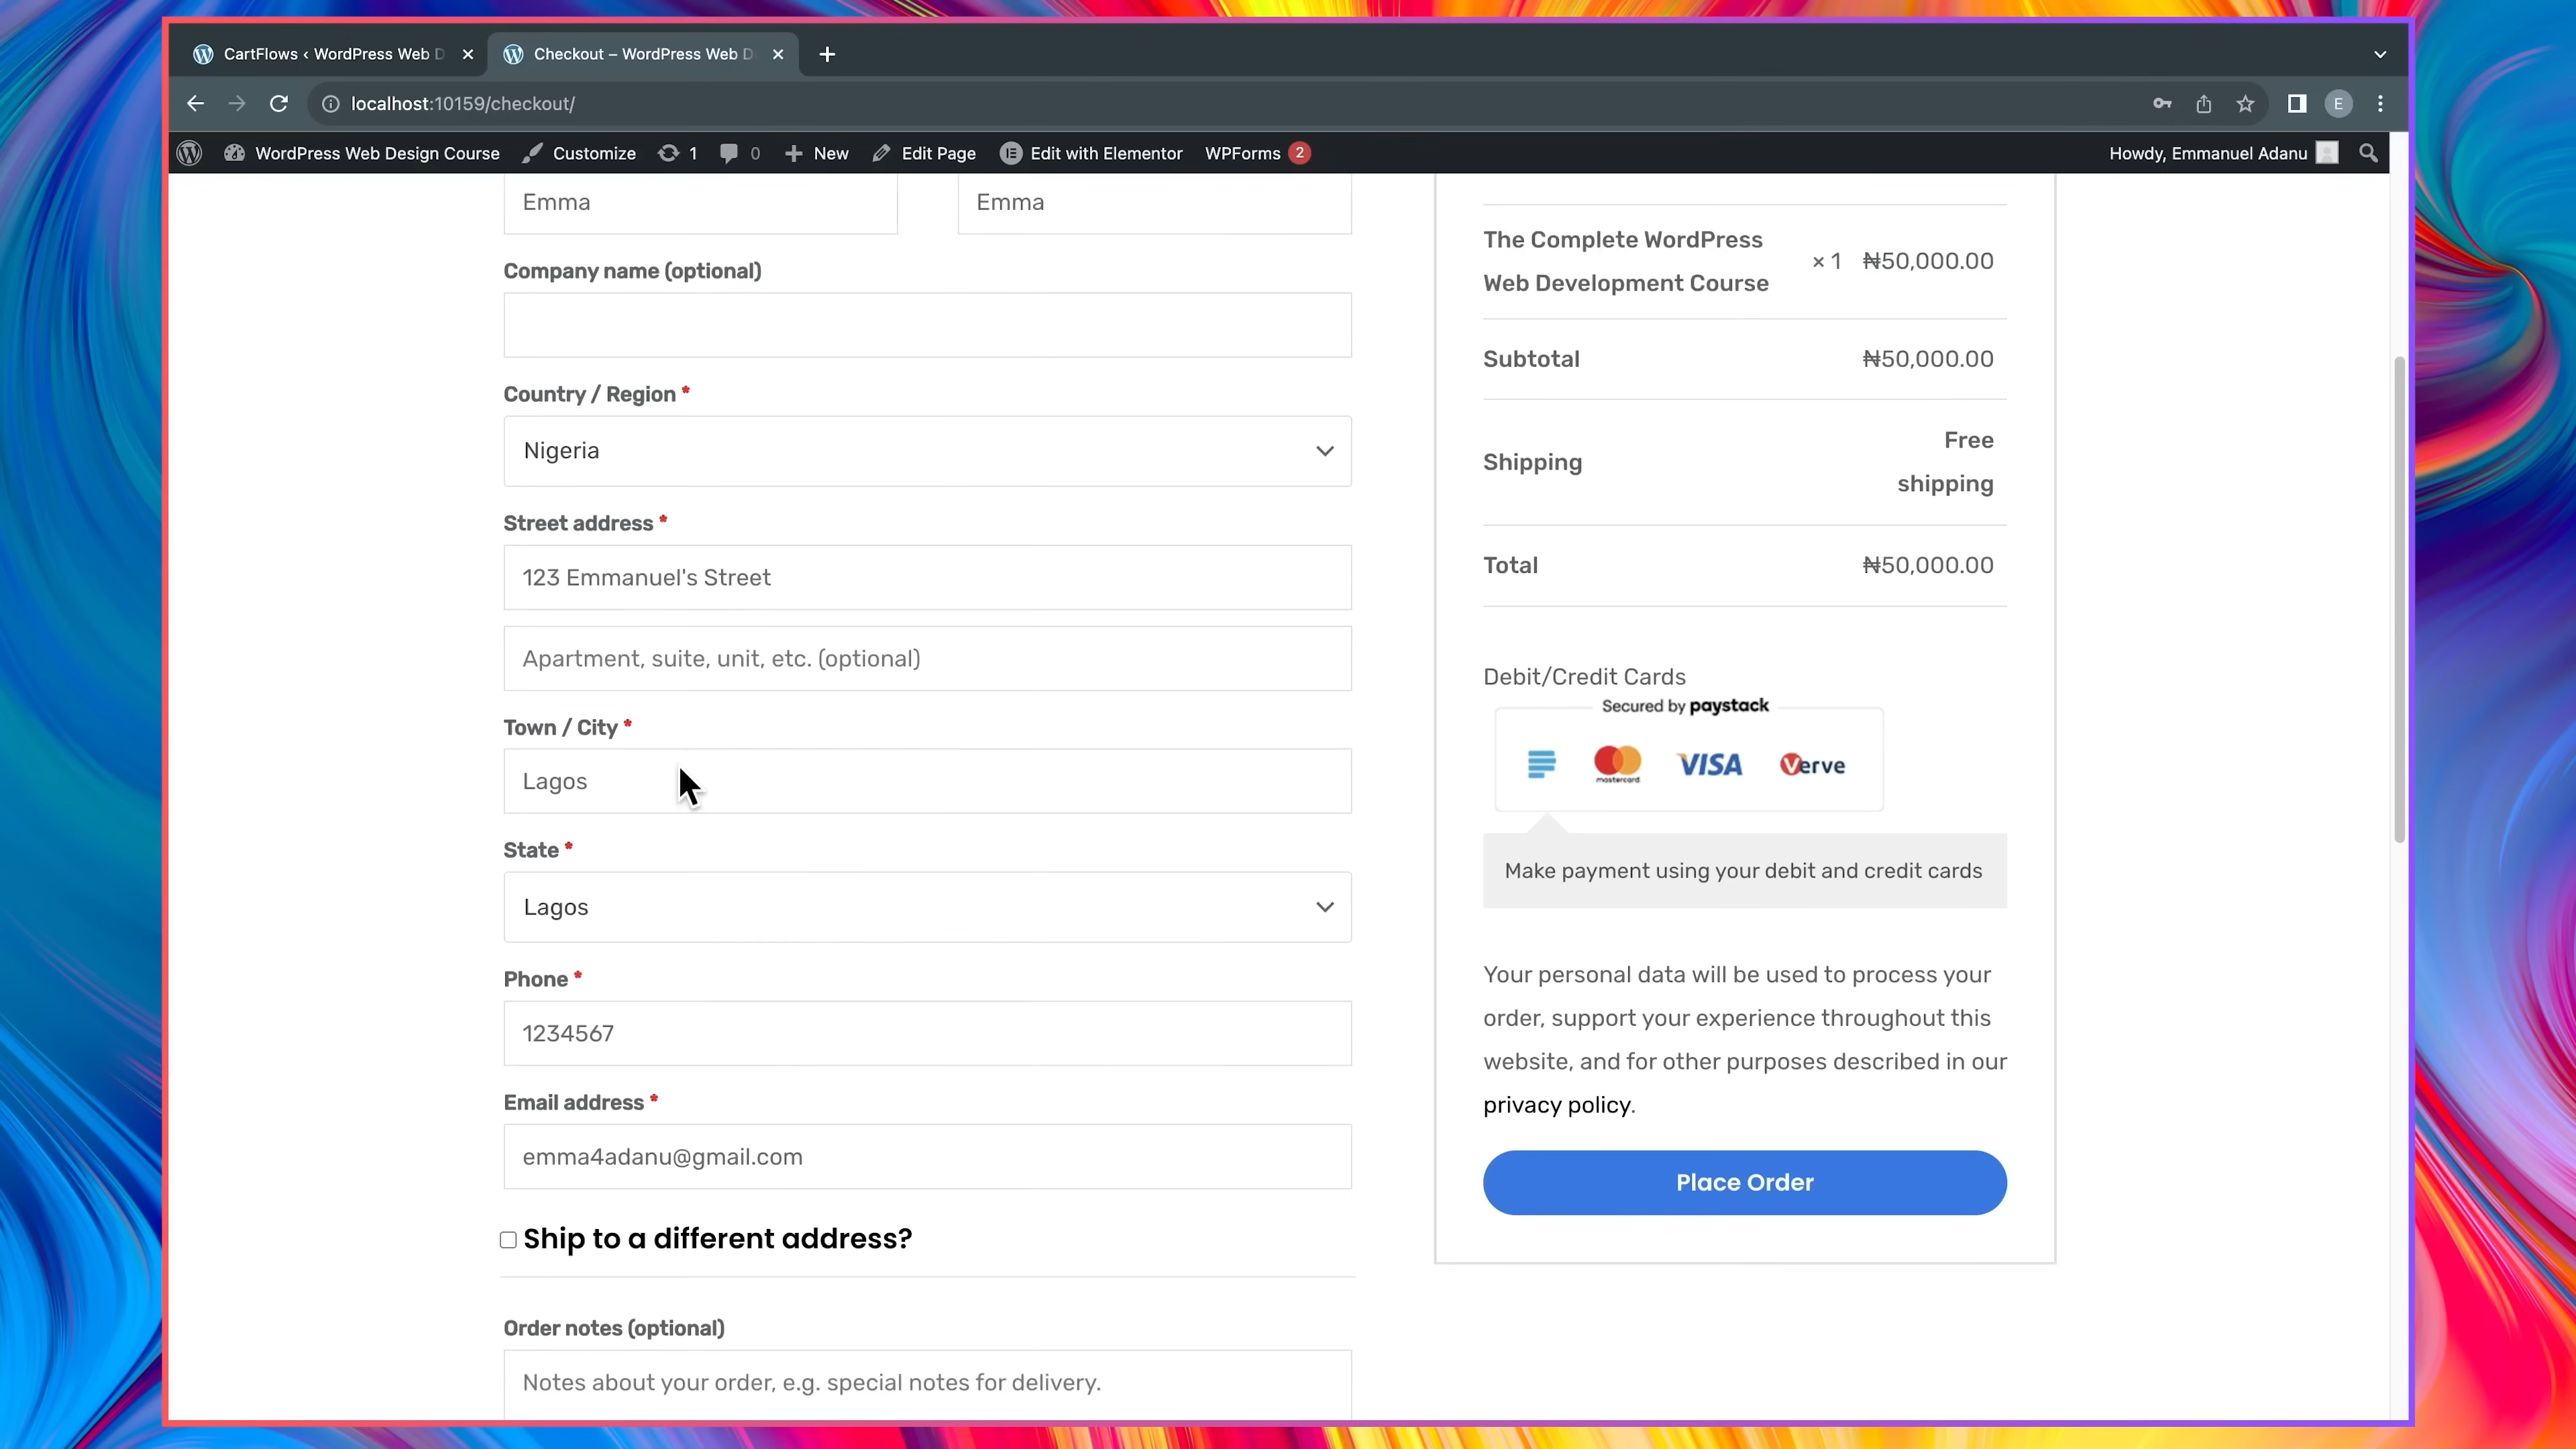 CartFlows ‹ WordPress Web D
Checkout – WordPress Web D
localhost:10159/checkout/
E
WordPress Web Design Course
Customize
1
0
New
Edit Page
Edit with Elementor
WPForms 2
Howdy, Emmanuel Adanu
Emma
Emma
Company name (optional)
Country / Region *
Nigeria
Street address *
123 Emmanuel's Street
Apartment, suite, unit, etc. (optional)
Town / City *
Lagos
State *
Lagos
Phone *
1234567
Email address *
emma4adanu@gmail.com
Ship to a different address?
Order notes (optional)
Notes about your order, e.g. special notes for delivery.
The Complete WordPress
Web Development Course
× 1 ₦50,000.00
Subtotal ₦50,000.00
Shipping
Free
shipping
Total ₦50,000.00
Debit/Credit Cards
Secured by paystack
mastercard
VISA
Verve
Make payment using your debit and credit cards
Your personal data will be used to process your
order, support your experience throughout this
website, and for other purposes described in our
privacy policy.
Place Order